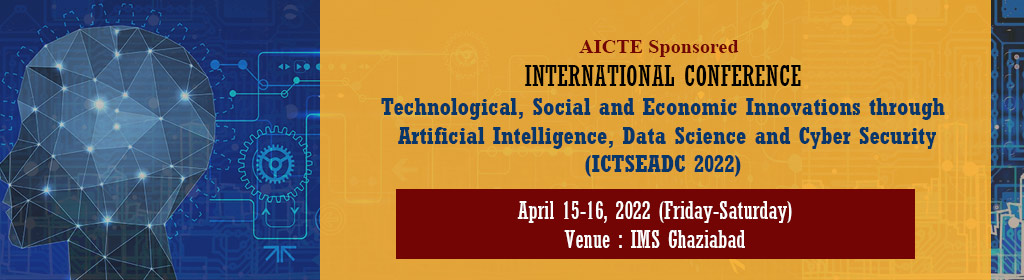 AICTE Sponsored
INTERNATIONAL CONFERENCE
Technological, Social and Economic Innovations through
Artificial Intelligence, Data Science and Cyber Security
(ICTSEADC 2022)
April 15-16, 2022 (Friday-Saturday)
Venue : IMS Ghaziabad